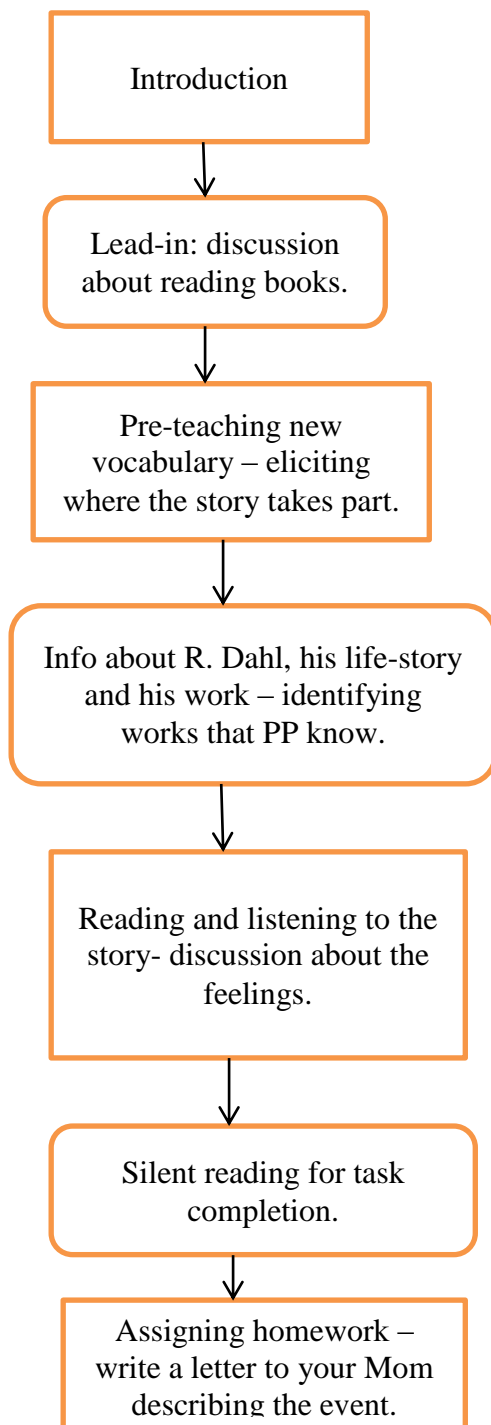 Introduction
Lead-in: discussion
about reading books.
Pre-teaching new
vocabulary – eliciting
where the story takes part.
Info about R. Dahl, his life-story
and his work – identifying
works that PP know.
Reading and listening to the
story- discussion about the
feelings.
Silent reading for task
completion.
Assigning homework –
write a letter to your Mom
describing the event.